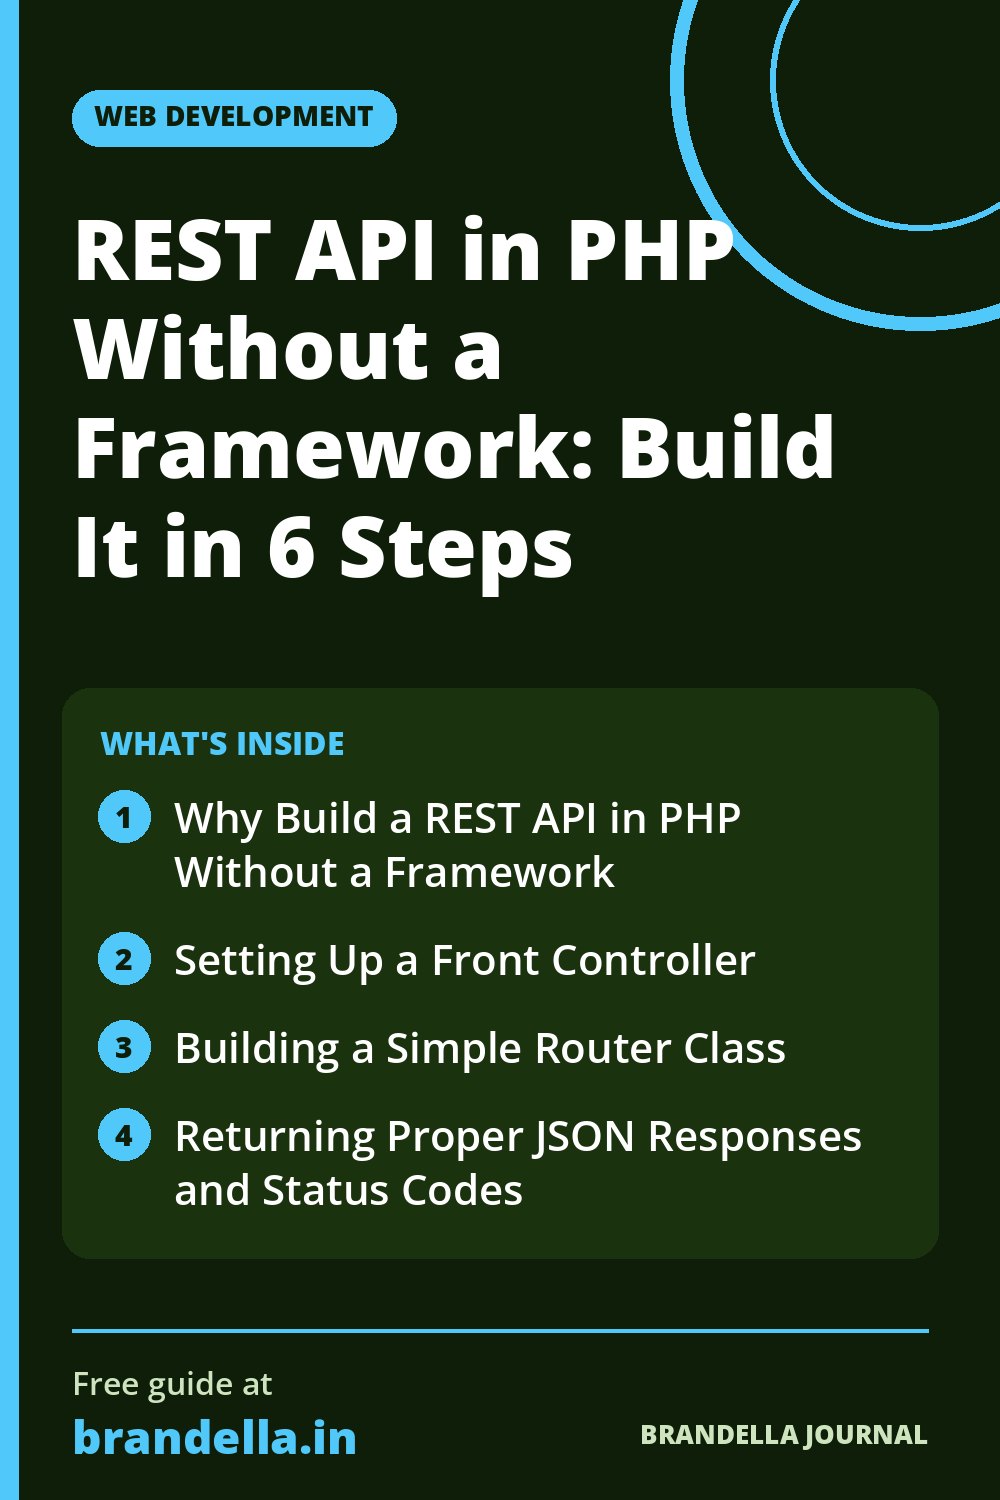 WEB DEVELOPMENT
REST API in PHP
Without a
Framework: Build
It in 6 Steps
WHAT'S INSIDE
1 Why Build a REST API in PHP
Without a Framework
2 Setting Up a Front Controller
3 Building a Simple Router Class
4 Returning Proper JSON Responses
and Status Codes
Free guide at
brandella.in
BRANDELLA JOURNAL